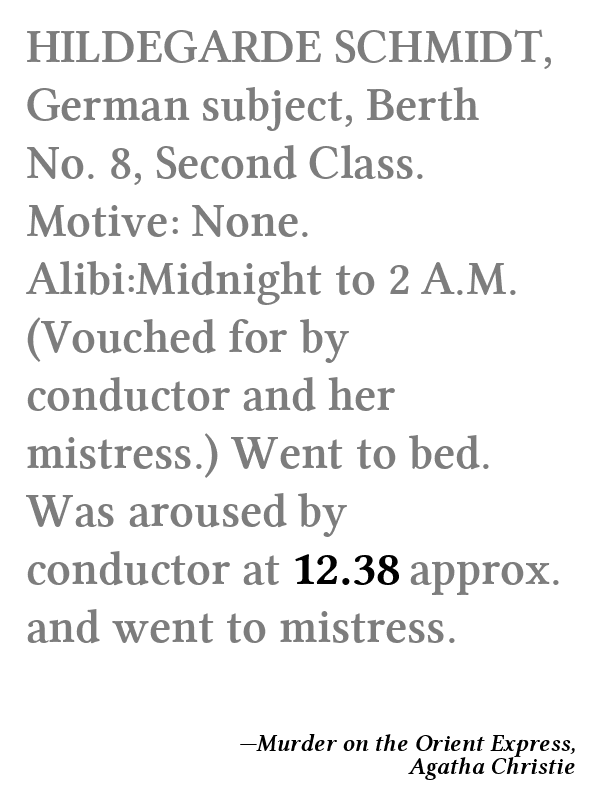 HILDEGARDE SCHMIDT,
German subject, Berth
No. 8, Second Class.
Motive: None.
Alibi:Midnight to 2 A.M.
(Vouched for by
conductor and her
mistress.) Went to bed.
Was aroused by
conductor at 12.38 approx.
and went to mistress.
—Murder on the Orient Express,
Agatha Christie